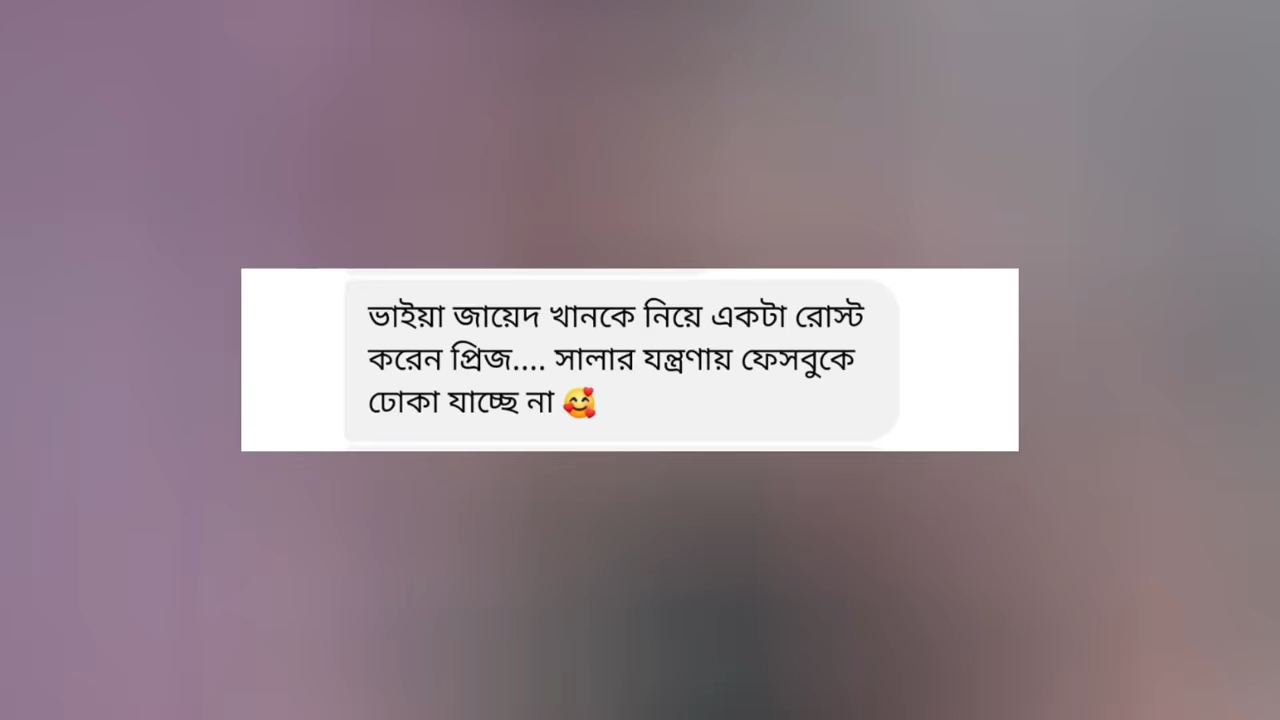 ভাইয়া জায়েদ খানকে নিয়ে একটা রোস্ট
করেন প্রিজ.... সালার যন্ত্রণায় ফেসবুকে
ঢোকা যাচ্ছে না 🥰